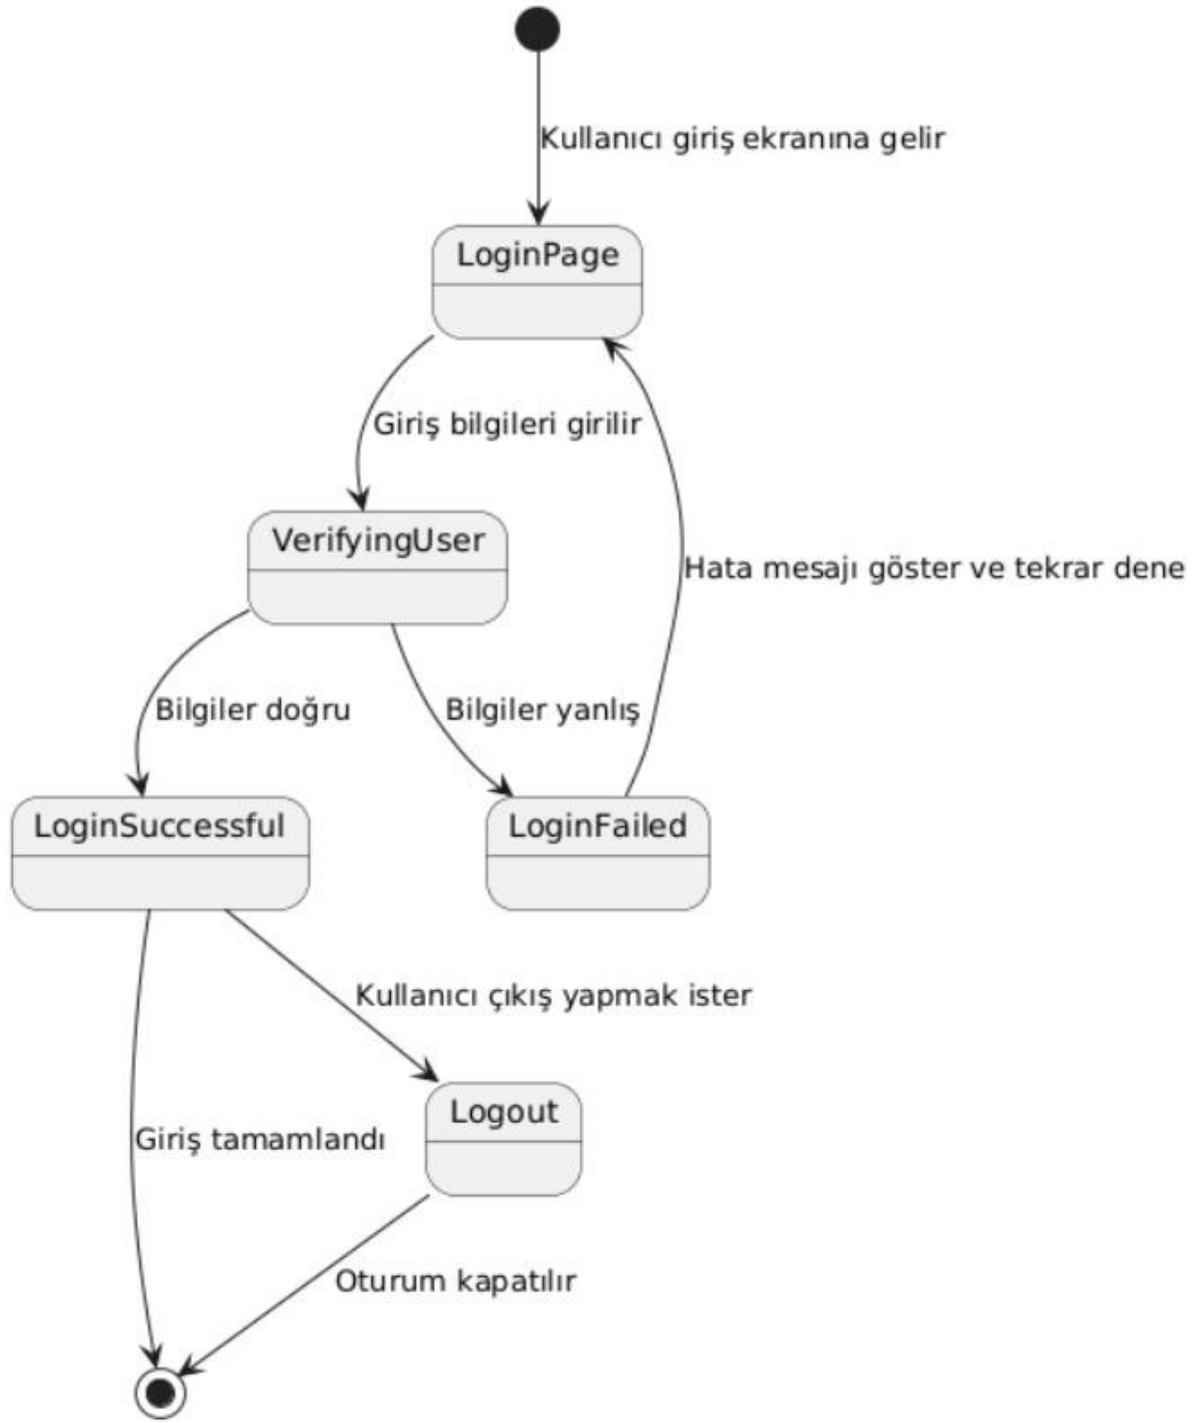 Kullanıcı giriş ekranına gelir
LoginPage
Giriş bilgileri girilir
VerifyingUser
Hata mesajı göster ve tekrar dene
Bilgiler doğru
Bilgiler yanlış
LoginSuccessful
LoginFailed
Kullanıcı çıkış yapmak ister
Logout
Giriş tamamlandı
Oturum kapatılır